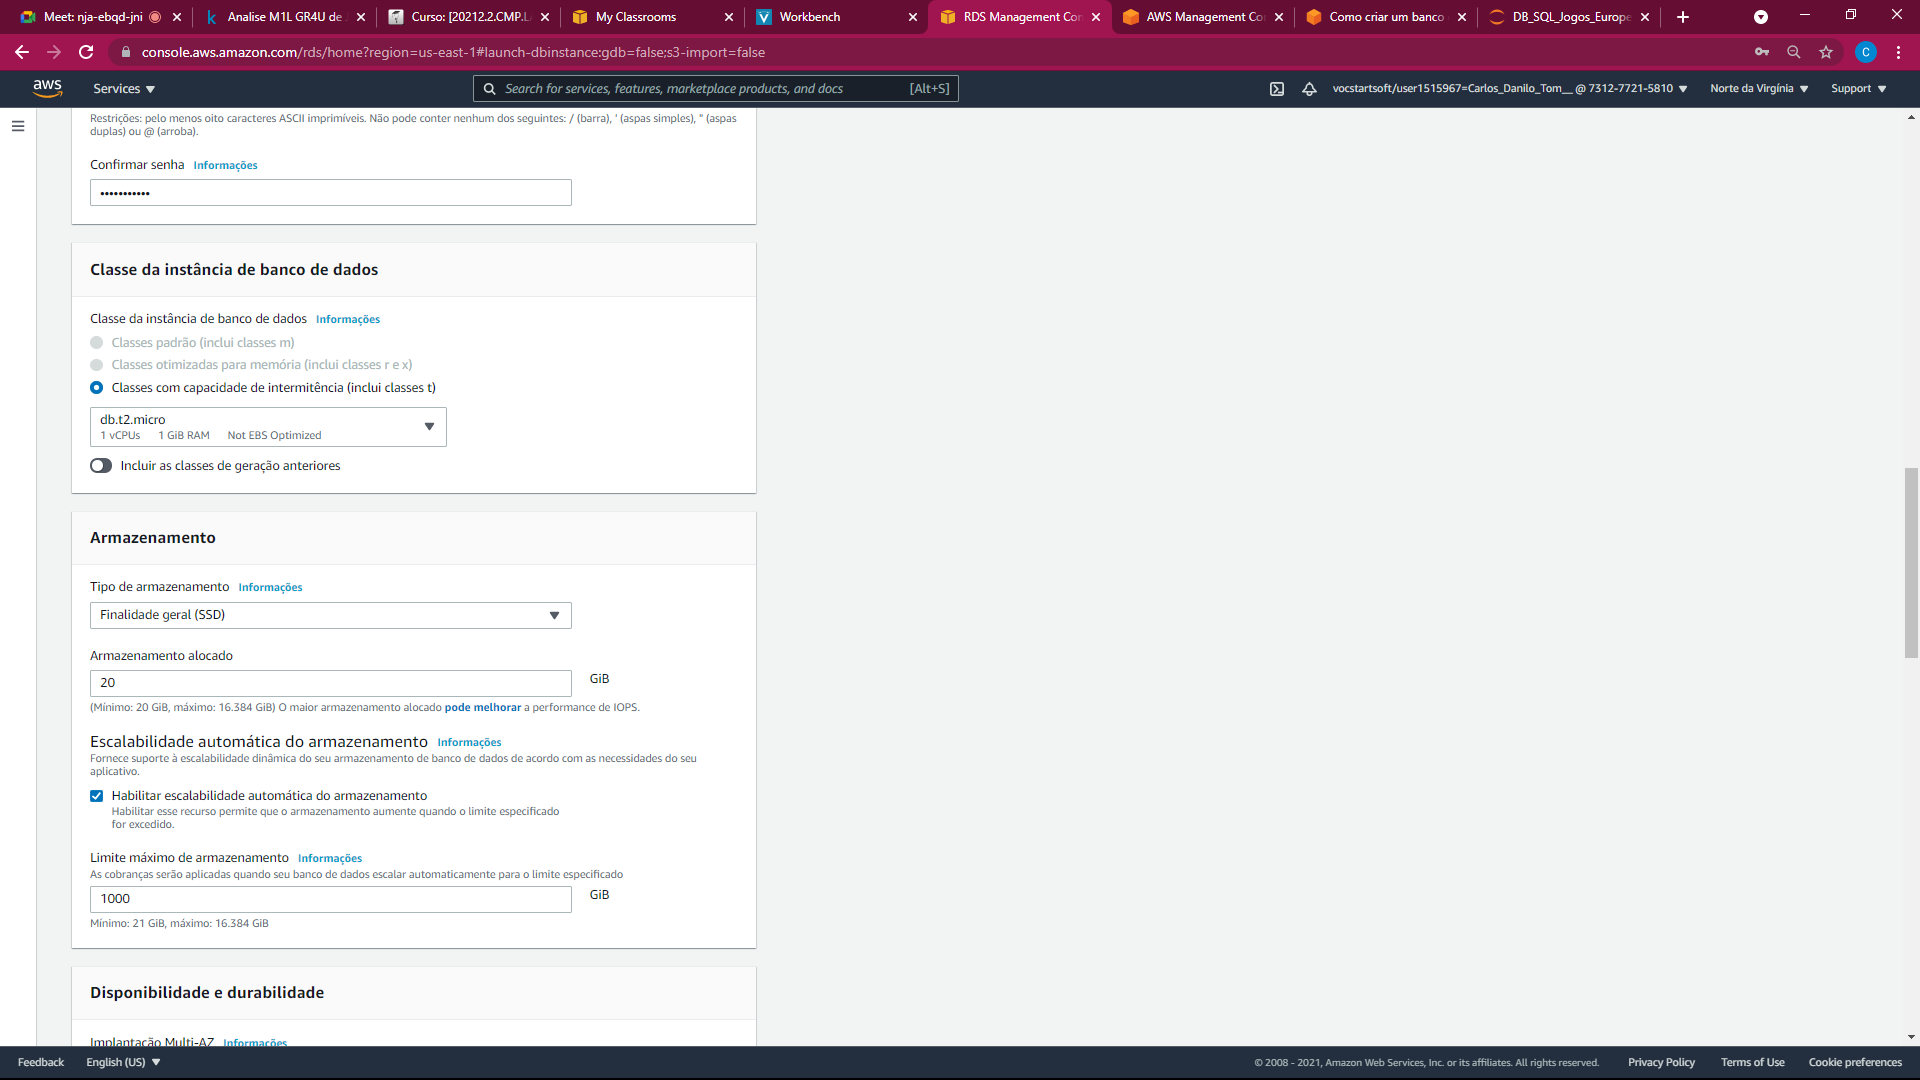 Meet: nja-ebqd-jni
Analise M1L GR4U de
Curso: [20212.2.CMP.L
My Classrooms
Workbench
RDS Management Con
AWS Management Co
Como criar um banco
DB_SQL_Jogos_Europe
console.aws.amazon.com/rds/home?region=us-east-1#launch-dbinstance:gdb=false;s3-import=false
C
aws
Services
Search for services, features, marketplace products, and docs
[Alt+S]
vocstartsoft/user1515967=Carlos_Danilo_Tom__ @ 7312-7721-5810
Norte da Virgínia
Support
Restrições: pelo menos oito caracteres ASCII imprimíveis. Não pode conter nenhum dos seguintes: / (barra), ' (aspas simples), " (aspas
duplas) ou @ (arroba).
Confirmar senha Informações
•••••••••••
Classe da instância de banco de dados
Classe da instância de banco de dados Informações
Classes padrão (inclui classes m)
Classes otimizadas para memória (inclui classes r e x)
Classes com capacidade de intermitência (inclui classes t)
db.t2.micro
1 vCPUs 1 GiB RAM Not EBS Optimized
Incluir as classes de geração anteriores
Armazenamento
Tipo de armazenamento Informações
Finalidade geral (SSD)
Armazenamento alocado
20 GiB
(Mínimo: 20 GiB, máximo: 16.384 GiB) O maior armazenamento alocado pode melhorar a performance de IOPS.
Escalabilidade automática do armazenamento Informações
Fornece suporte à escalabilidade dinâmica do seu armazenamento de banco de dados de acordo com as necessidades do seu
aplicativo.
Habilitar escalabilidade automática do armazenamento
Habilitar esse recurso permite que o armazenamento aumente quando o limite especificado
for excedido.
Limite máximo de armazenamento Informações
As cobranças serão aplicadas quando seu banco de dados escalar automaticamente para o limite especificado
1000 GiB
Mínimo: 21 GiB, máximo: 16.384 GiB
Disponibilidade e durabilidade
Implantação Multi-AZ Informações
Feedback
English (US)
© 2008 - 2021, Amazon Web Services, Inc. or its affiliates. All rights reserved.
Privacy Policy
Terms of Use
Cookie preferences